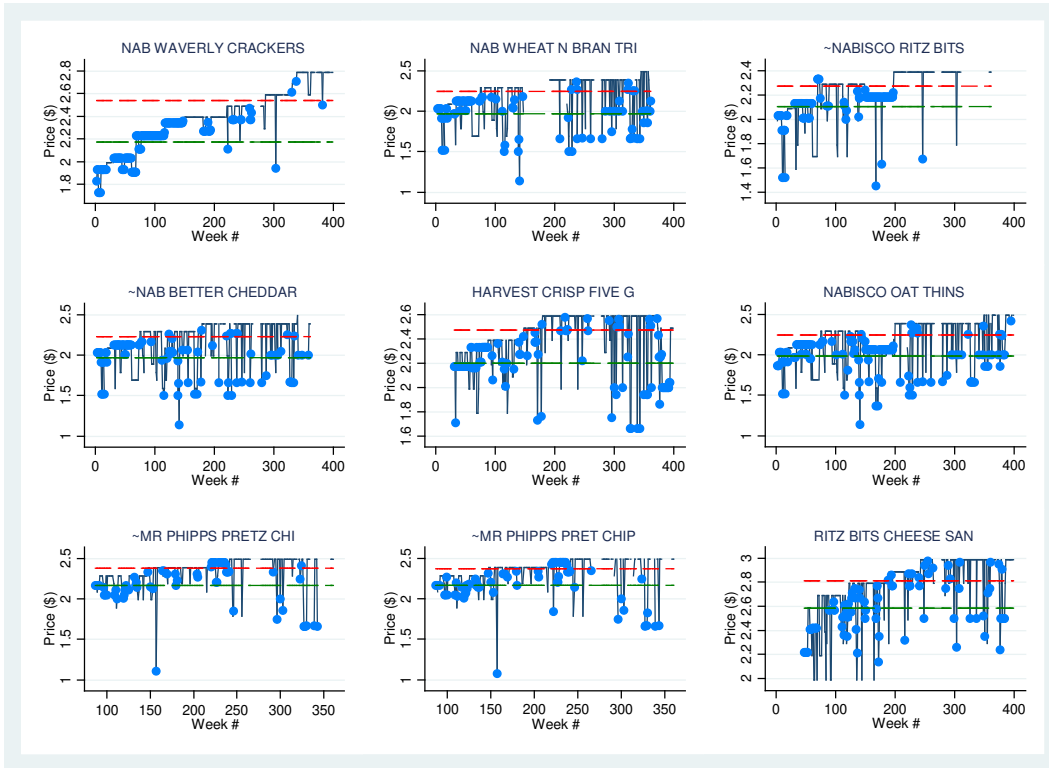 NAB WAVERLY CRACKERS
Price ($)
1.8 2 2.2 2.4 2.6 2.8
0 100 200 300 400
Week #
NAB WHEAT N BRAN TRI
Price ($)
1 1.5 2 2.5
0 100 200 300 400
Week #
~NABISCO RITZ BITS
Price ($)
1.4 1.6 1.8 2 2.2 2.4
0 100 200 300 400
Week #
~NAB BETTER CHEDDAR
Price ($)
1 1.5 2 2.5
0 100 200 300 400
Week #
HARVEST CRISP FIVE G
Price ($)
1.6 1.8 2 2.2 2.4 2.6
0 100 200 300 400
Week #
NABISCO OAT THINS
Price ($)
1 1.5 2 2.5
0 100 200 300 400
Week #
~MR PHIPPS PRETZ CHI
Price ($)
1 1.5 2 2.5
100 150 200 250 300 350
Week #
~MR PHIPPS PRET CHIP
Price ($)
1 1.5 2 2.5
100 150 200 250 300 350
Week #
RITZ BITS CHEESE SAN
Price ($)
2 2.2 2.4 2.6 2.8 3
0 100 200 300 400
Week #